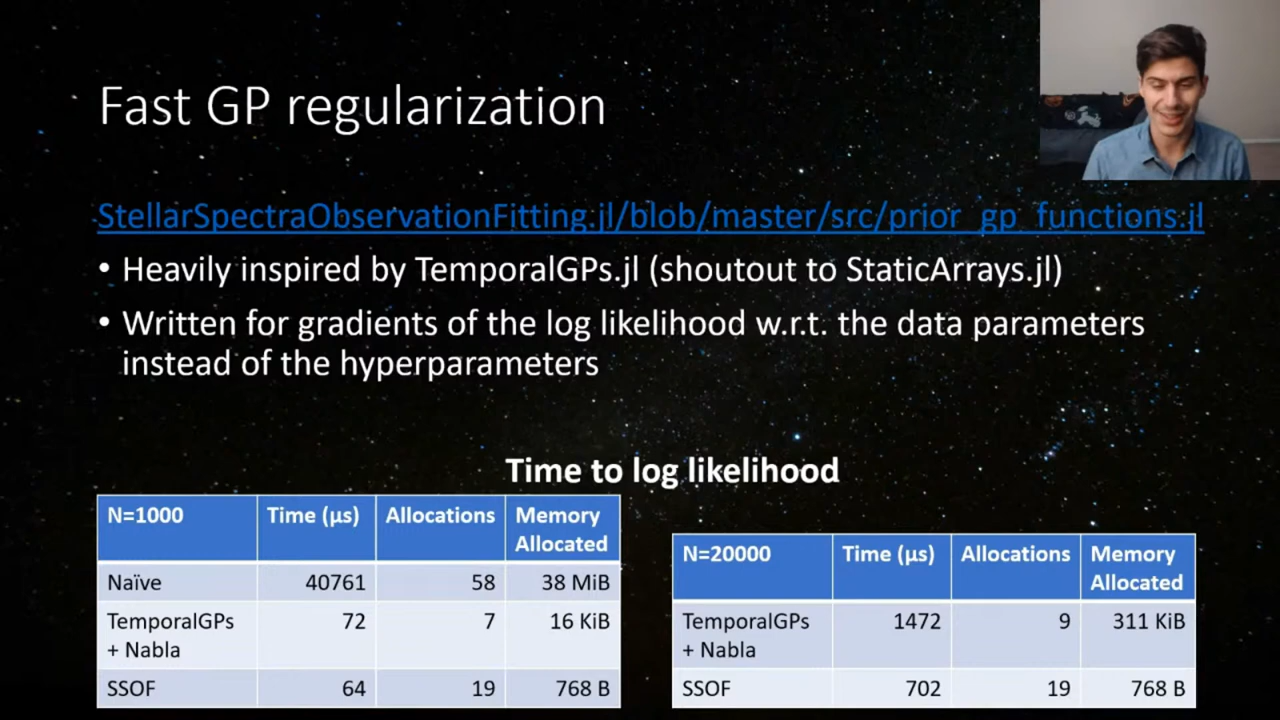 Fast GP regularization
StellarSpectraObservationFitting.jl/blob/master/src/prior_gp_functions.jl
• Heavily inspired by TemporalGPs.jl (shoutout to StaticArrays.jl)
• Written for gradients of the log likelihood w.r.t. the data parameters
instead of the hyperparameters
Time to log likelihood
N=1000 Time (μs) Allocations Memory
Allocated
Naïve 40761 58 38 MiB
TemporalGPs 72 7 16 KiB
+ Nabla
SSOF 64 19 768 B
N=20000 Time (μs) Allocations Memory
Allocated
TemporalGPs 1472 9 311 KiB
+ Nabla
SSOF 702 19 768 B